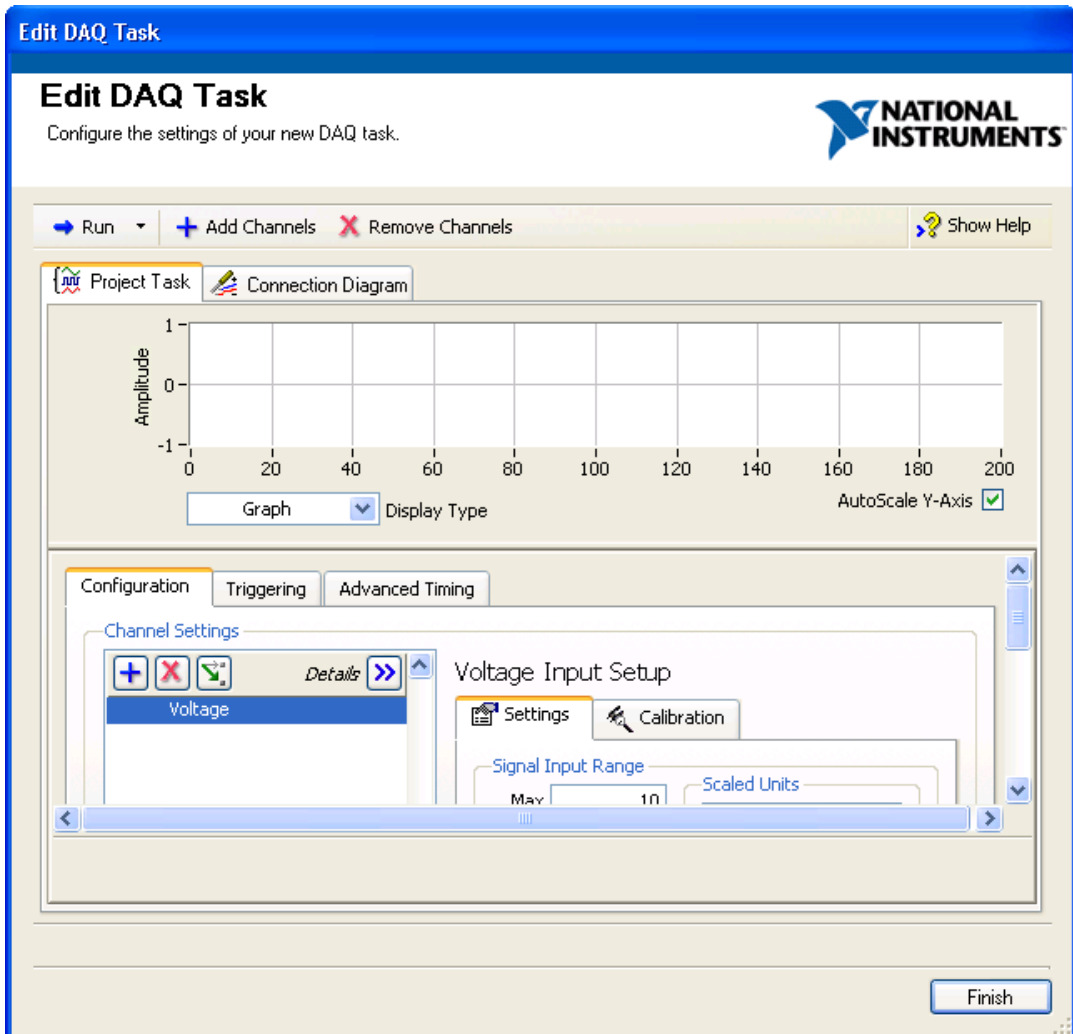 Edit DAQ Task
Edit DAQ Task
Configure the settings of your new DAQ task.
NATIONAL
INSTRUMENTS
Run Add Channels Remove Channels Show Help
Project Task Connection Diagram
Amplitude
1
0
-1
0 20 40 60 80 100 120 140 160 180 200
Graph Display Type AutoScale Y-Axis
Configuration Triggering Advanced Timing
Channel Settings
Details
Voltage
Voltage Input Setup
Settings Calibration
Signal Input Range
Scaled Units
Max 10
Finish